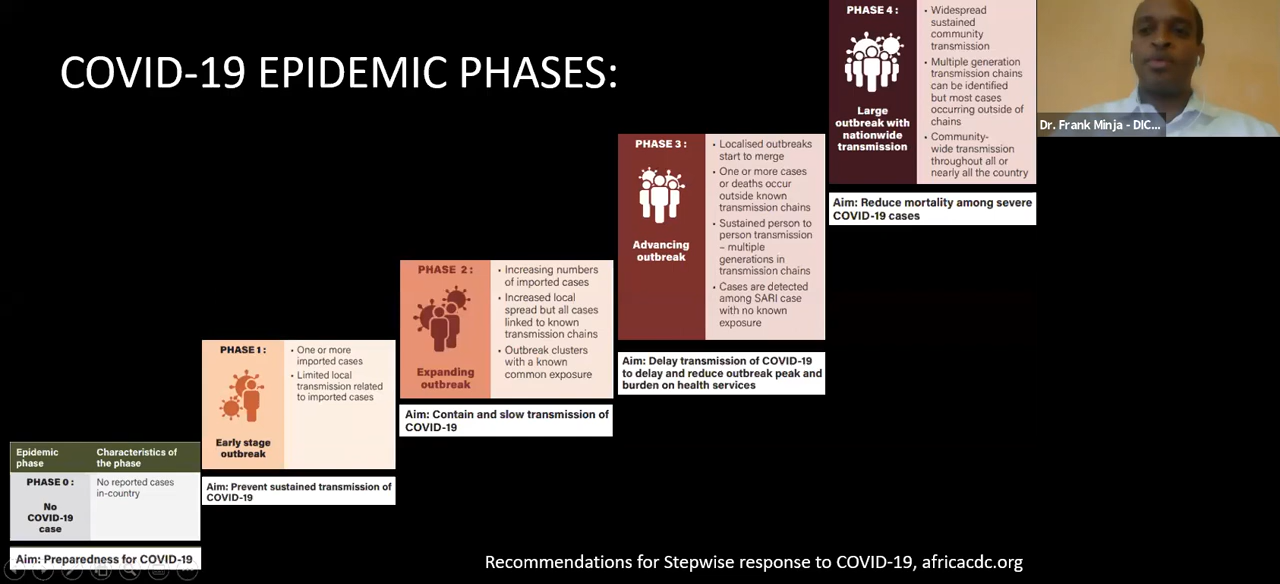 COVID-19 EPIDEMIC PHASES:
Epidemic
phase
Characteristics of
the phase
PHASE 0 :
No
COVID-19
case
No reported cases
in-country
Aim: Preparedness for COVID-19
PHASE 1 :
Early stage
outbreak
• One or more
imported cases
• Limited local
transmission related
to imported cases
Aim: Prevent sustained transmission of
COVID-19
PHASE 2 :
Expanding
outbreak
• Increasing numbers
of imported cases
• Increased local
spread but all cases
linked to known
transmission chains
• Outbreak clusters
with a known
common exposure
Aim: Contain and slow transmission of
COVID-19
PHASE 3 :
Advancing
outbreak
• Localised outbreaks
start to merge
• One or more cases
or deaths occur
outside known
transmission chains
• Sustained person to
person transmission
– multiple
generations in
transmission chains
• Cases are detected
among SARI case
with no known
exposure
Aim: Delay transmission of COVID-19
to delay and reduce outbreak peak and
burden on health services
PHASE 4 :
Large
outbreak with
nationwide
transmission
• Widespread
sustained
community
transmission
• Multiple generation
transmission chains
can be identified
but most cases
occurring outside of
chains
• Community-
wide transmission
throughout all or
nearly all the country
Aim: Reduce mortality among severe
COVID-19 cases
Dr. Frank Minja - DIC...
Recommendations for Stepwise response to COVID-19, africacdc.org